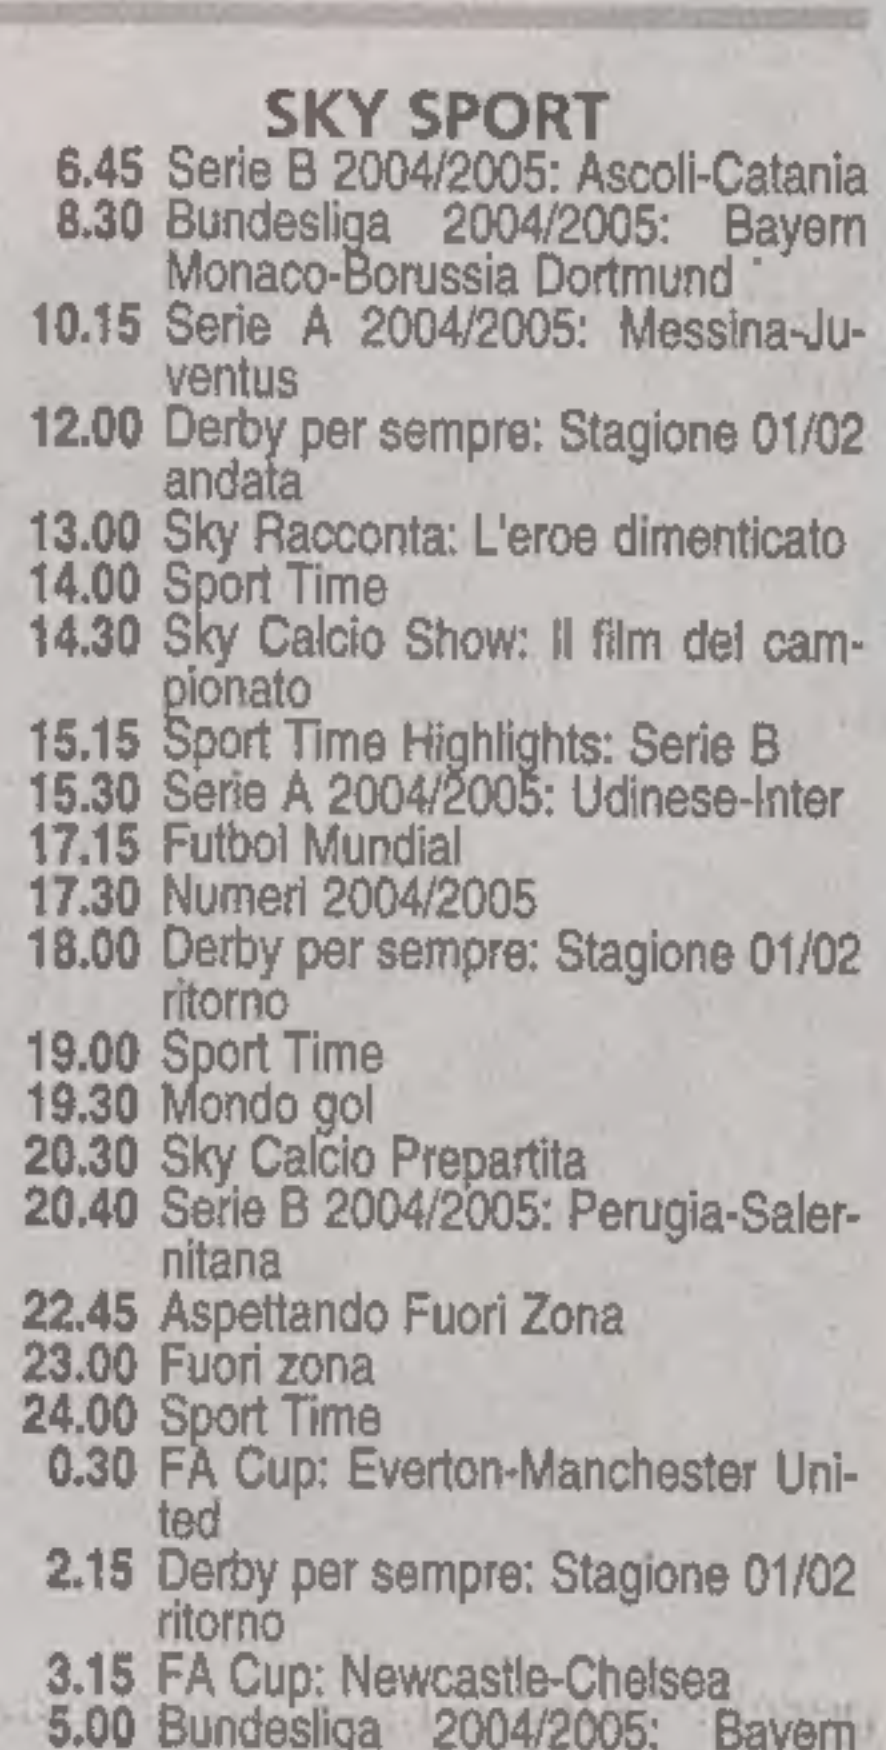 SKY SPORT
6.45 Serie B 2004/2005: Ascoli-Catania
8.30 Bundesliga 2004/2005: Bayern
Monaco-Borussia Dortmund
10.15 Serie A 2004/2005: Messina-Ju-
ventus
12.00 Derby per sempre: Stagione 01/02
andata
13.00 Sky Racconta: L'eroe dimenticato
14.00 Sport Time
14.30 Sky Calcio Show: Il film del cam-
pionato
15.15 Sport Time Highlights: Serie B
15.30 Serie A 2004/2005: Udinese-Inter
17.15 Futbol Mundial
17.30 Numeri 2004/2005
18.00 Derby per sempre: Stagione 01/02
ritorno
19.00 Sport Time
19.30 Mondo gol
20.30 Sky Calcio Prepartita
20.40 Serie B 2004/2005: Perugia-Saler-
nitana
22.45 Aspettando Fuori Zona
23.00 Fuori zona
24.00 Sport Time
0.30 FA Cup: Everton-Manchester Uni-
ted
2.15 Derby per sempre: Stagione 01/02
ritorno
3.15 FA Cup: Newcastle-Chelsea
5.00 Bundesliga 2004/2005: Bayern